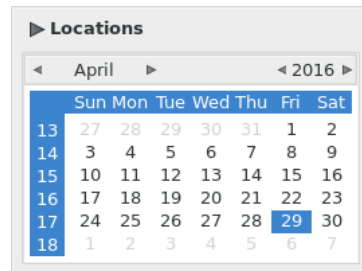 Locations
April 2016
Sun Mon Tue Wed Thu Fri Sat
13 27 28 29 30 31 1 2
14 3 4 5 6 7 8 9
15 10 11 12 13 14 15 16
16 17 18 19 20 21 22 23
17 24 25 26 27 28 29 30
18 1 2 3 4 5 6 7